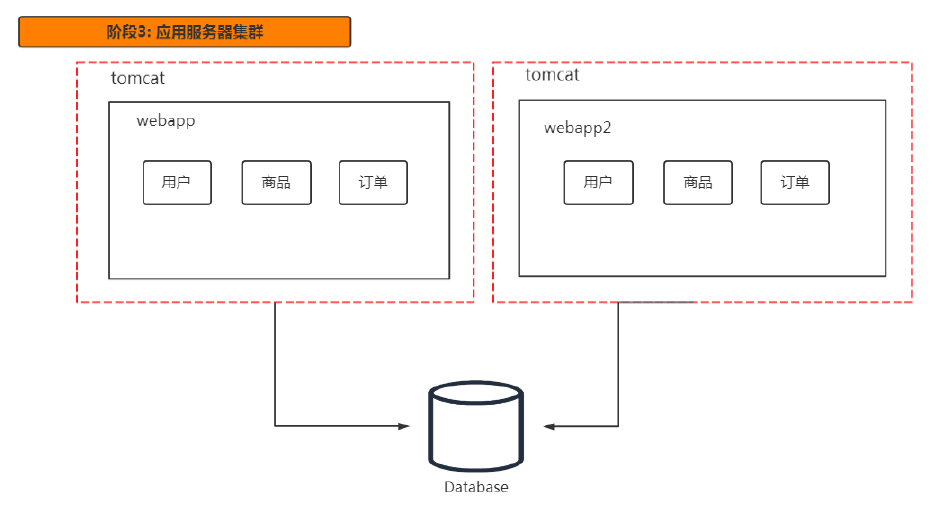 阶段3: 应用服务器集群
tomcat
webapp
用户
商品
订单
tomcat
webapp2
用户
商品
订单
Database